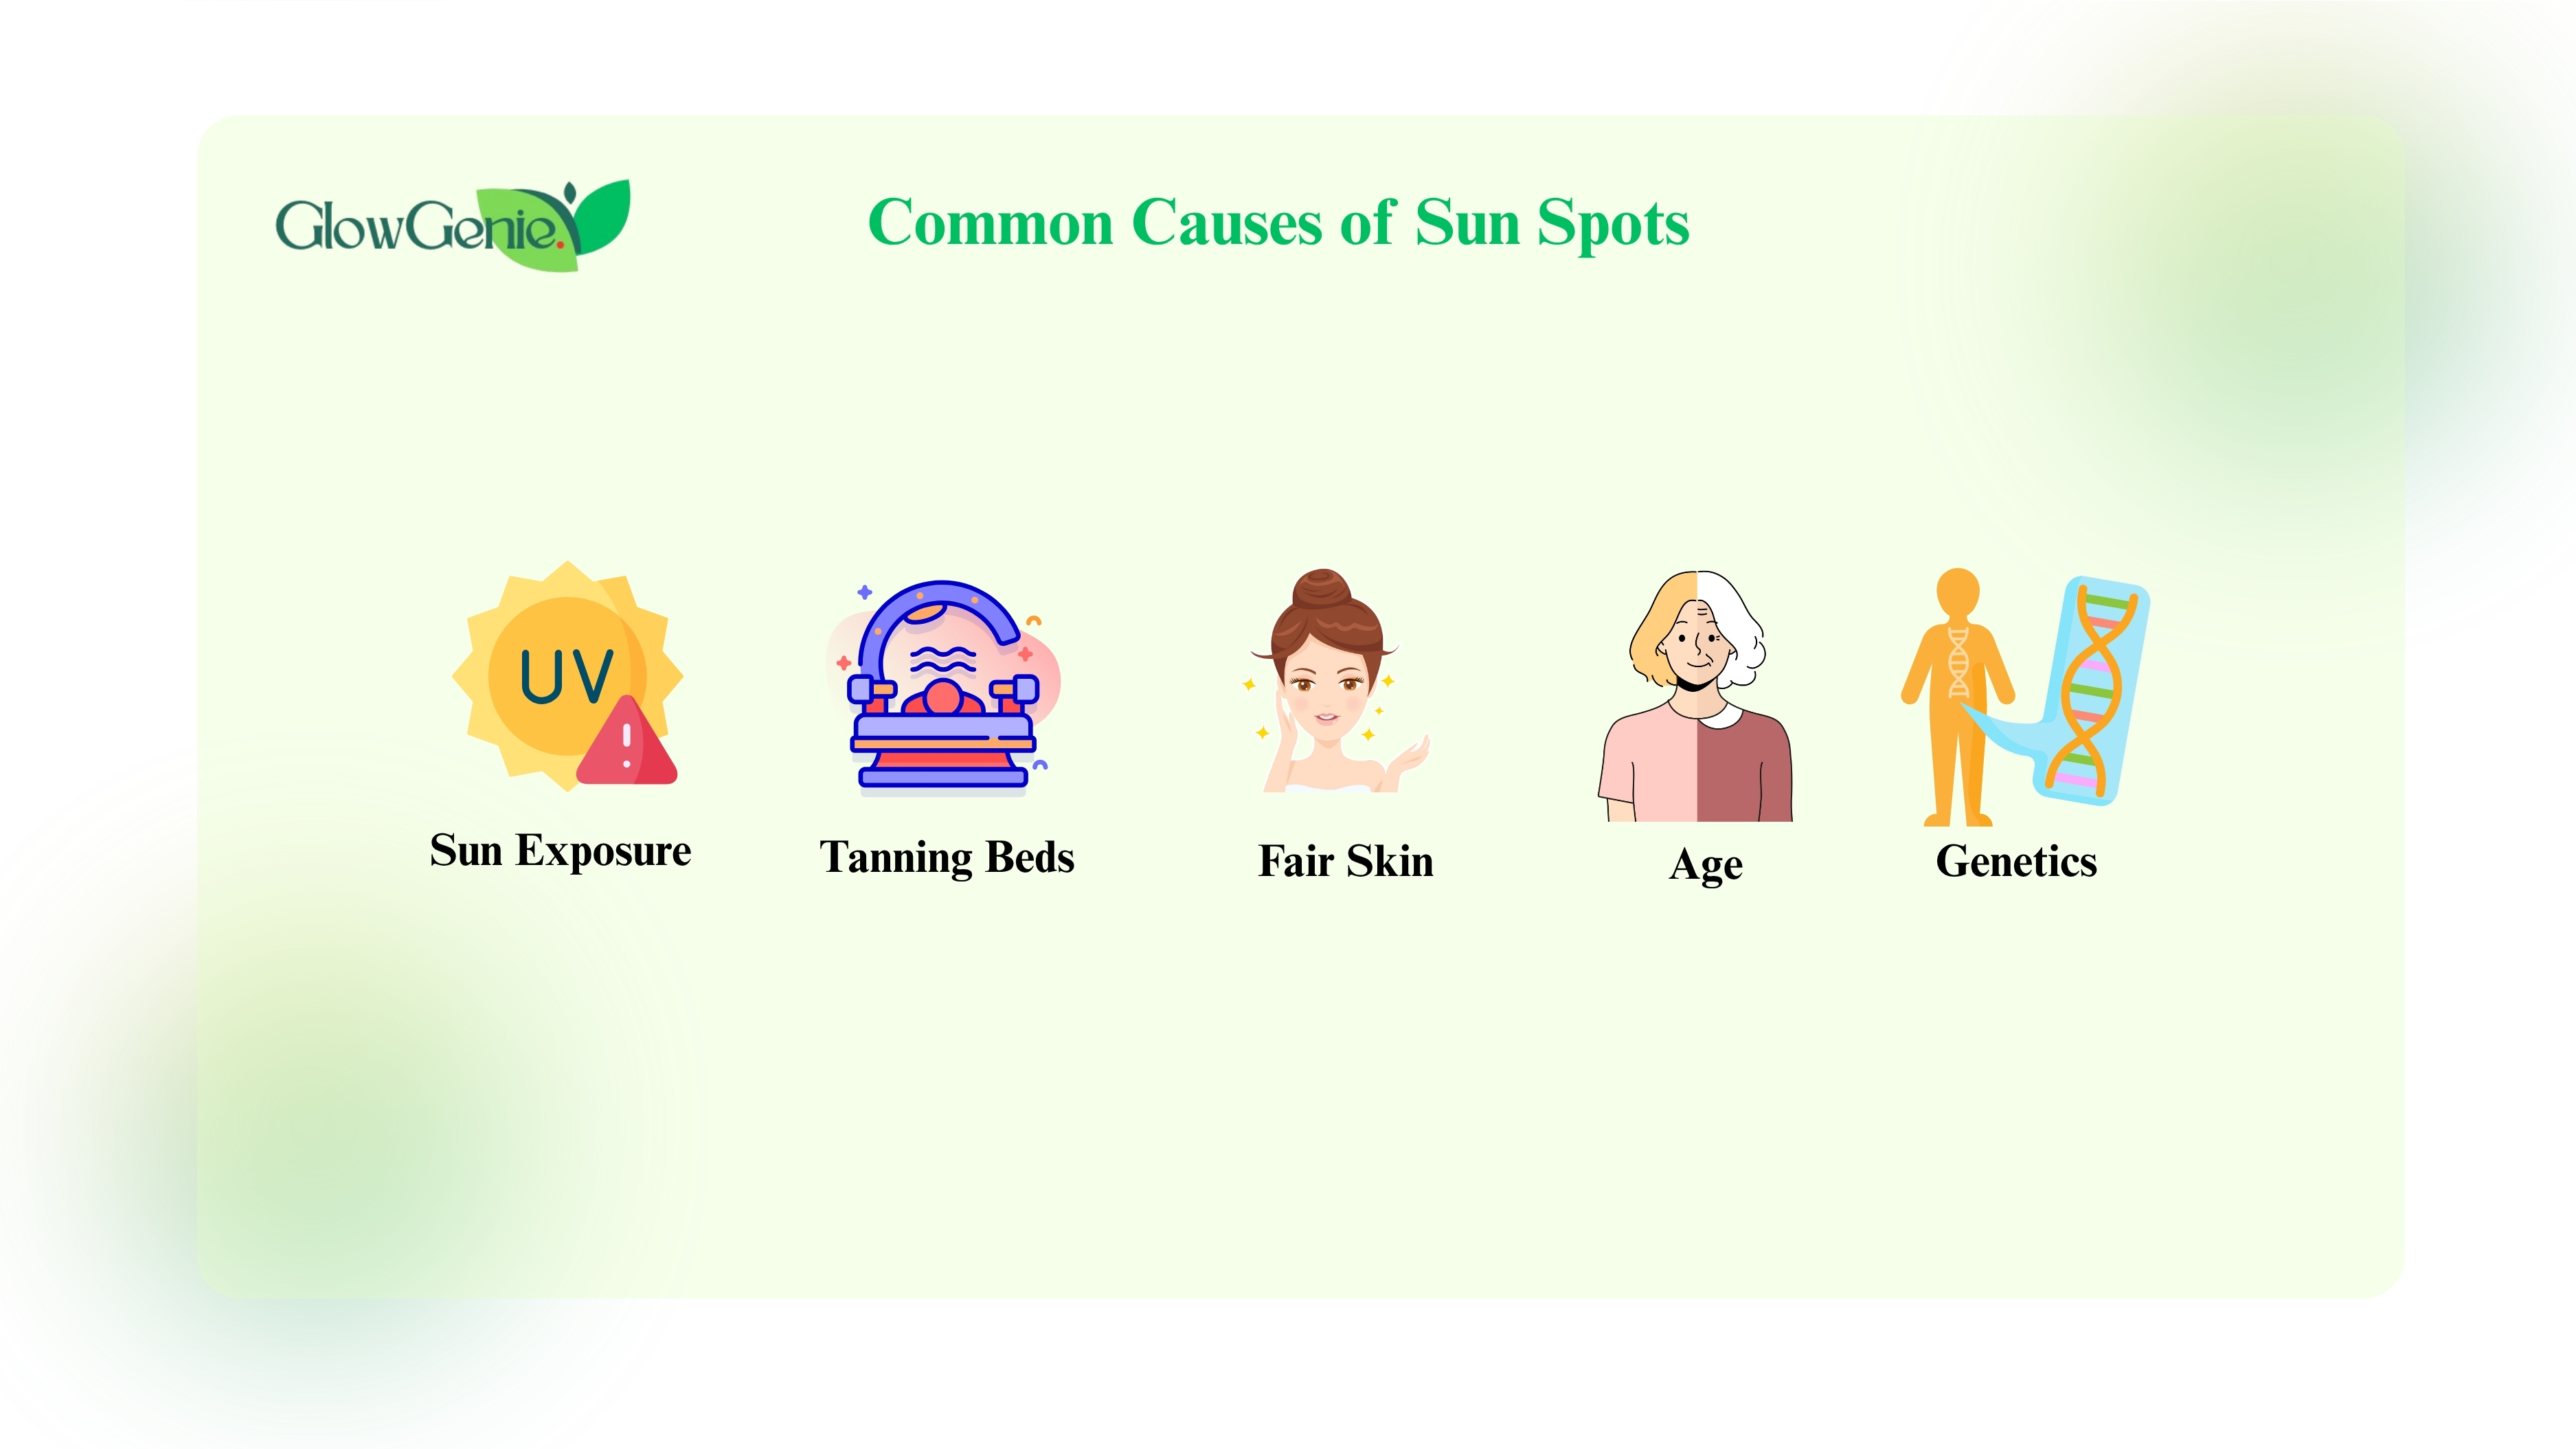 GlowGenie.
Common Causes of Sun Spots
UV
Sun Exposure
Tanning Beds
Fair Skin
Age
Genetics